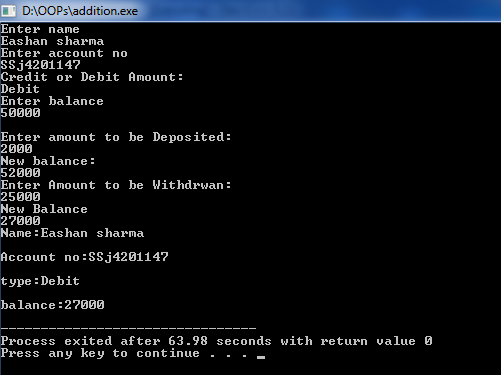 D:\OOPs\addition.exe
Enter name
Eashan sharma
Enter account no
SSj4201147
Credit or Debit Amount:
Debit
Enter balance
50000
Enter amount to be Deposited:
2000
New balance:
52000
Enter Amount to be Withdrwan:
25000
New Balance
27000
Name:Eashan sharma
Account no:SSj4201147
type:Debit
balance:27000
--------------------------------
Process exited after 63.98 seconds with return value 0
Press any key to continue . . . _